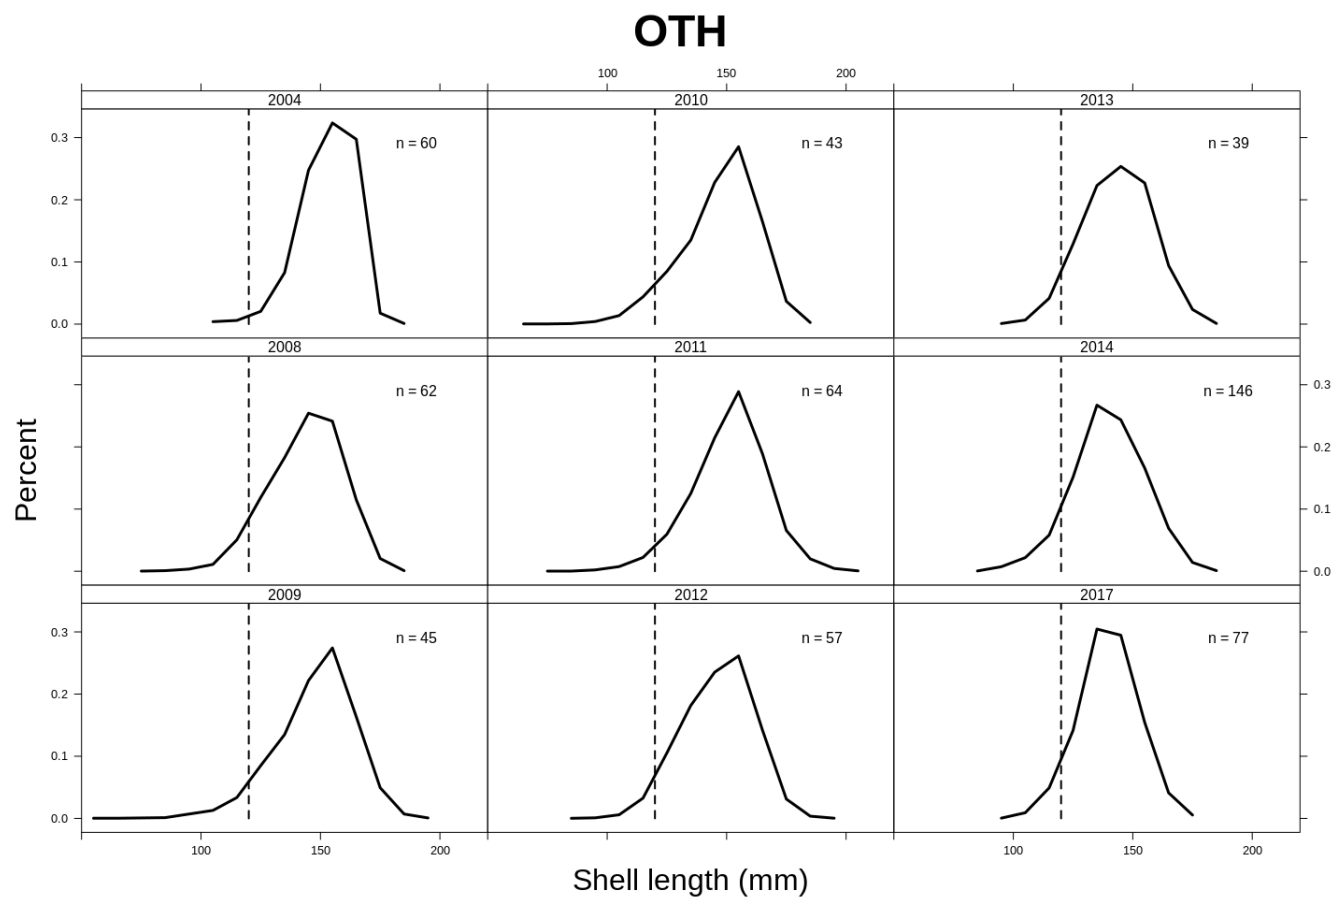 OTH
100 150 200
2004 2010 2013
0.3 n = 60 n = 43 n = 39
0.2
0.1
0.0
2008 2011 2014
n = 62 n = 64 n = 146 0.3
0.2
0.1
0.0
Percent
2009 2012 2017
0.3 n = 45 n = 57 n = 77
0.2
0.1
0.0
100 150 200 100 150 200
Shell length (mm)